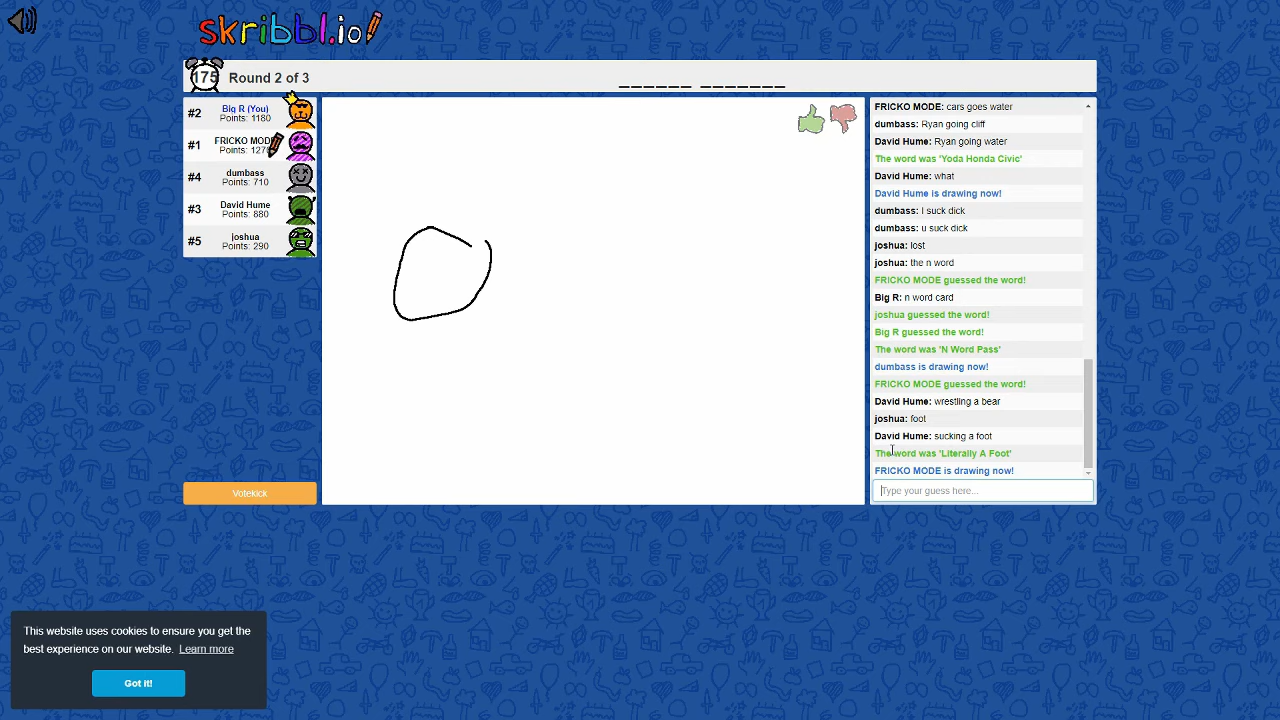 skribbl.io
175
Round 2 of 3
______ _______
#2
Big R (You)
Points: 1180
#1
FRICKO MOD
Points: 127
#4
dumbass
Points: 710
#3
David Hume
Points: 880
#5
joshua
Points: 290
Votekick
FRICKO MODE: cars goes water
dumbass: Ryan going cliff
David Hume: Ryan going water
The word was 'Yoda Honda Civic'
David Hume: what
David Hume is drawing now!
dumbass: I suck dick
dumbass: u suck dick
joshua: lost
joshua: the n word
FRICKO MODE guessed the word!
Big R: n word card
joshua guessed the word!
Big R guessed the word!
The word was 'N Word Pass'
dumbass is drawing now!
FRICKO MODE guessed the word!
David Hume: wrestling a bear
joshua: foot
David Hume: sucking a foot
The word was 'Literally A Foot'
FRICKO MODE is drawing now!
Type your guess here...
This website uses cookies to ensure you get the
best experience on our website. Learn more
Got it!